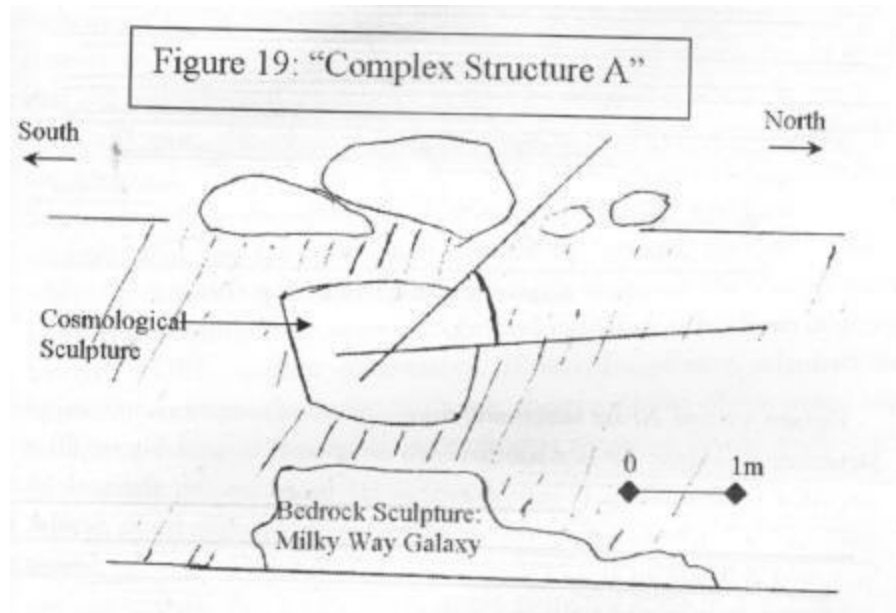 Figure 19: “Complex Structure A”
South
North
Cosmological
Sculpture
0
1m
Bedrock Sculpture:
Milky Way Galaxy